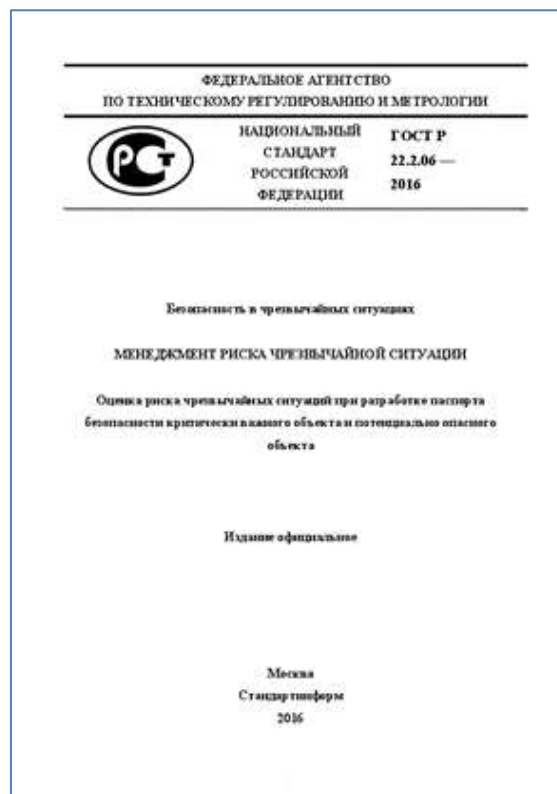 ФЕДЕРАЛЬНОЕ АГЕНТСТВО
ПО ТЕХНИЧЕСКОМУ РЕГУЛИРОВАНИЮ И МЕТРОЛОГИИ
РСТ
НАЦИОНАЛЬНЫЙ
СТАНДАРТ
РОССИЙСКОЙ
ФЕДЕРАЦИИ
ГОСТ Р
22.2.06 —
2016
Безопасность в чрезвычайных ситуациях
МЕНЕДЖМЕНТ РИСКА ЧРЕЗВЫЧАЙНОЙ СИТУАЦИИ
Оценка риска чрезвычайных ситуаций при разработке паспорта
безопасности критически важного объекта и потенциально опасного
объекта
Издание официальное
Москва
Стандартинформ
2016